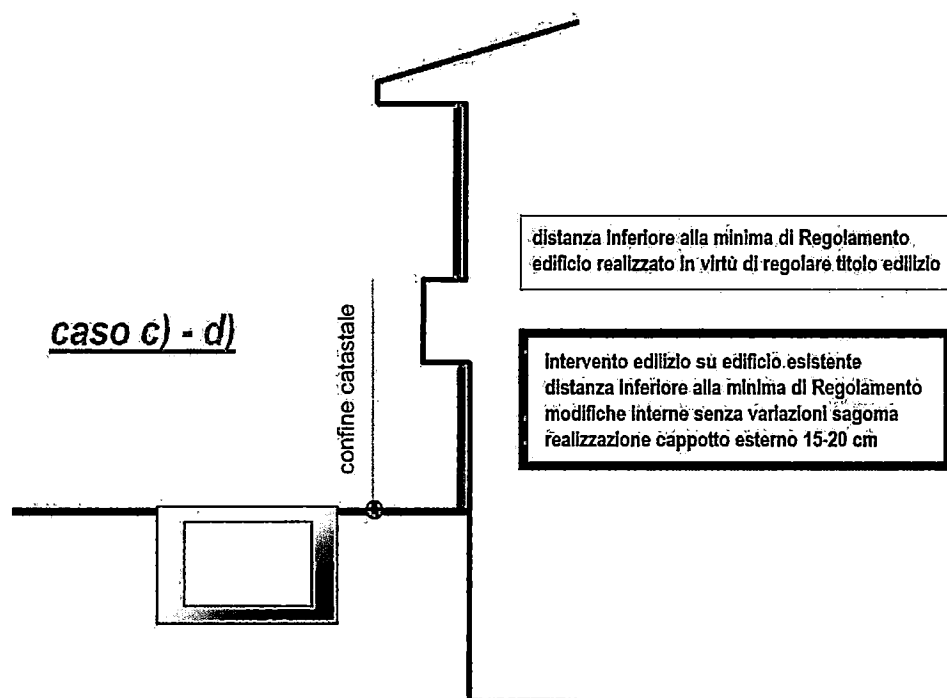 distanza inferiore alla minima di Regolamento
edificio realizzato in virtù di regolare titolo edilizio
caso c) - d)
confine catastale
intervento edilizio su edificio esistente
distanza inferiore alla minima di Regolamento
modifiche interne senza variazioni sagoma
realizzazione cappotto esterno 15-20 cm